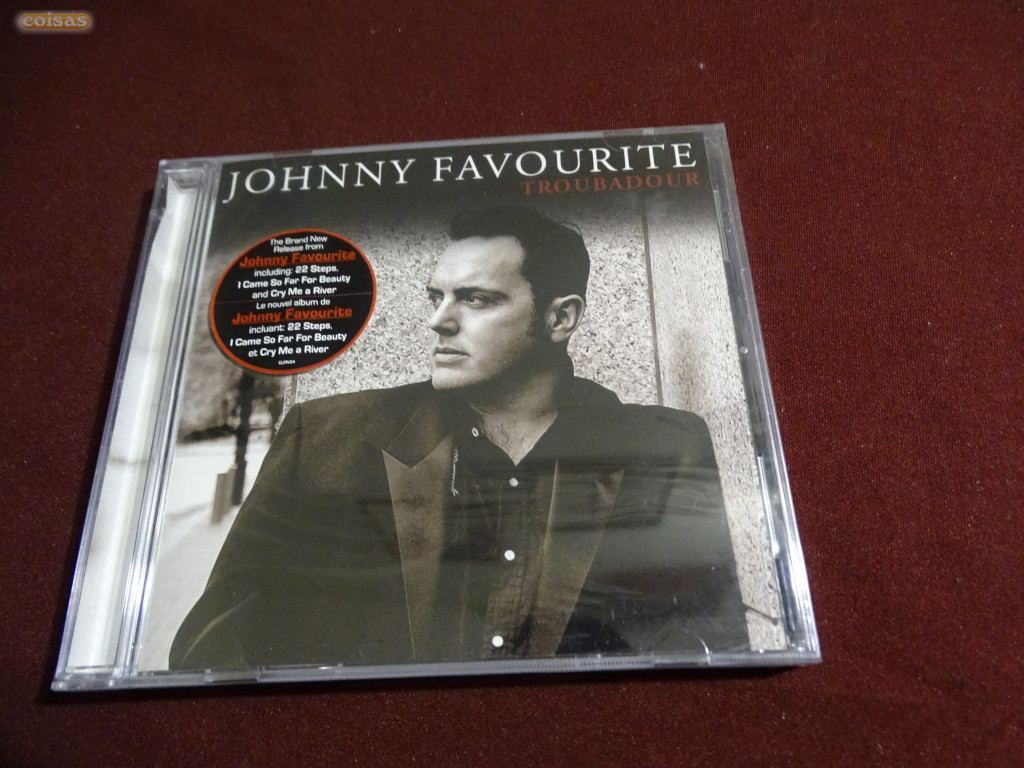 coisas
JOHNNY FAVOURITE
TROUBADOUR
The Brand New
Release from
Johnny Favourite
including: 22 Steps,
I Came So Far For Beauty
and Cry Me a River
Le nouvel album de
Johnny Favourite
incluant: 22 Steps,
I Came So Far For Beauty
et Cry Me a River